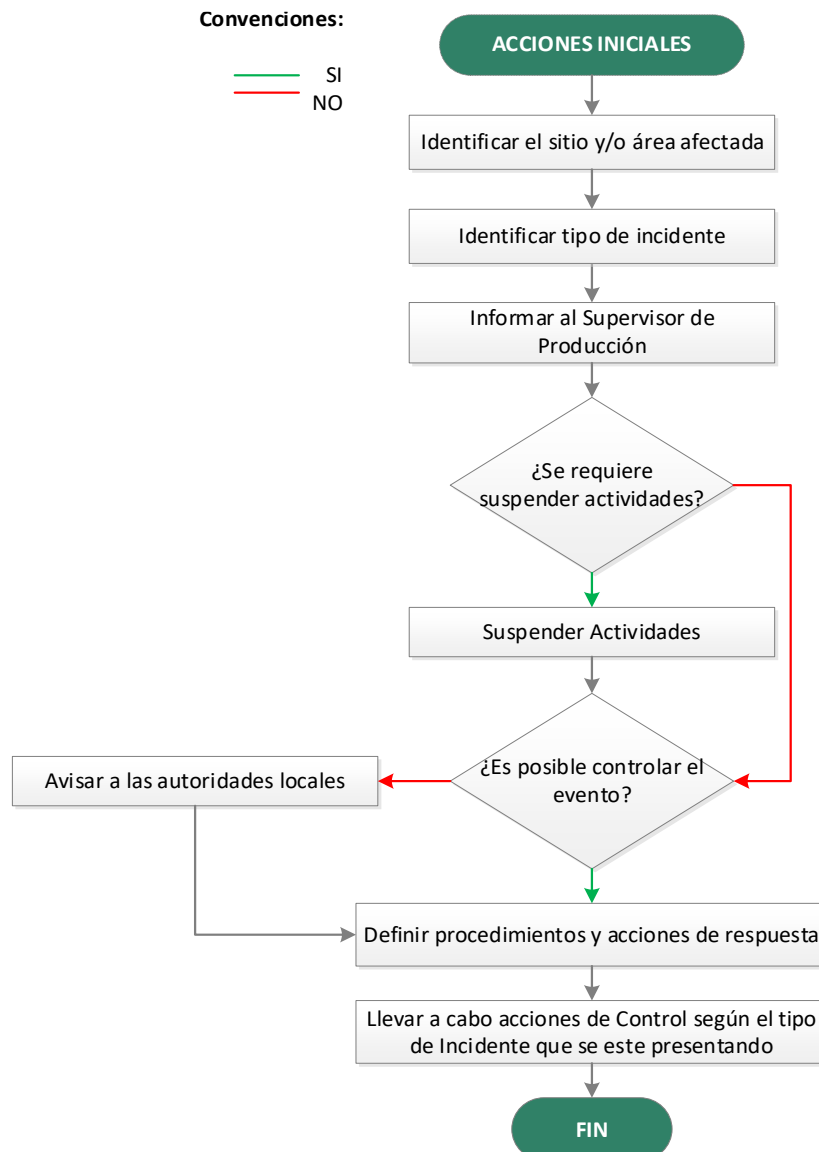 Convenciones:
SI
NO
ACCIONES INICIALES
Identificar el sitio y/o área afectada
Identificar tipo de incidente
Informar al Supervisor de
Producción
¿Se requiere
suspender actividades?
Suspender Actividades
¿Es posible controlar el
evento?
Avisar a las autoridades locales
Definir procedimientos y acciones de respuesta
Llevar a cabo acciones de Control según el tipo
de Incidente que se este presentando
FIN